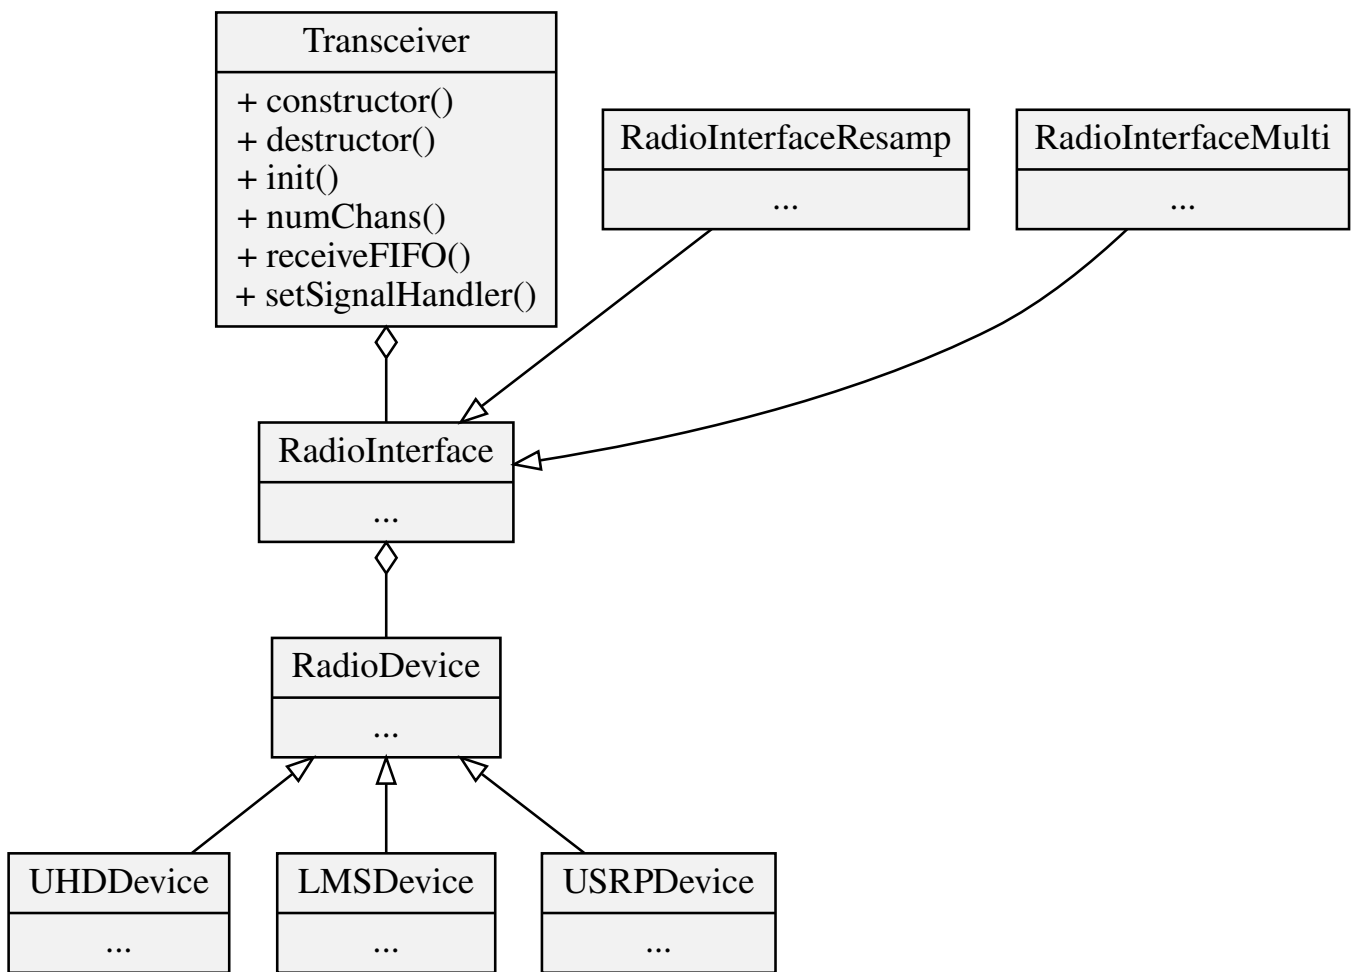 Transceiver
+ constructor()
+ destructor()
+ init()
+ numChans()
+ receiveFIFO()
+ setSignalHandler()
RadioInterfaceResamp
...
RadioInterfaceMulti
...
RadioInterface
...
RadioDevice
...
UHDDevice
...
LMSDevice
...
USRPDevice
...